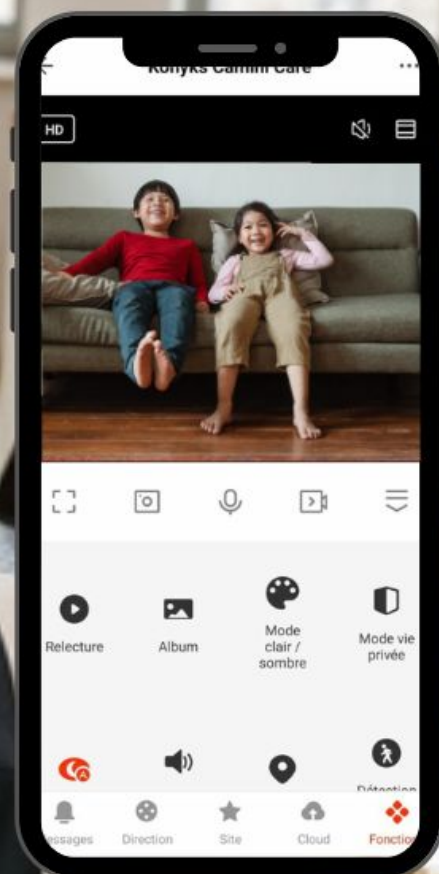 Konyks Camini Care
HD
Relecture
Album
Mode
clair /
sombre
Mode vie
privée
Détection
essages
Direction
Site
Cloud
Fonction